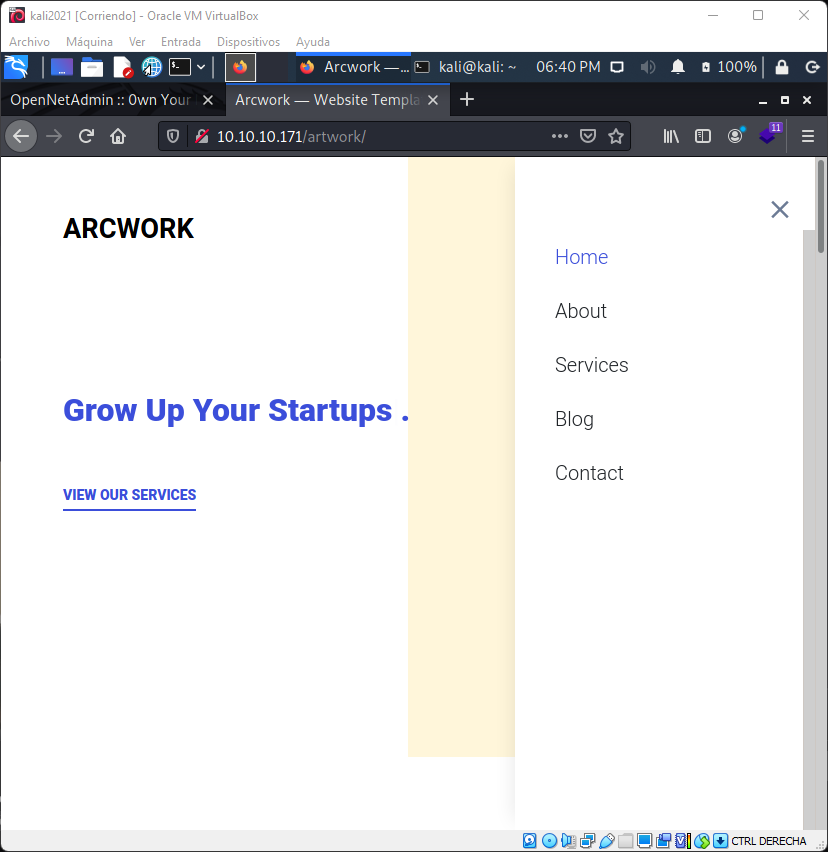 kali2021 [Corriendo] - Oracle VM VirtualBox
Archivo Máquina Ver Entrada Dispositivos Ayuda
Arcwork —... kali@kali: ~ 06:40 PM 100%
OpenNetAdmin :: 0wn Your Arcwork — Website Templa
10.10.10.171/artwork/ 11
ARCWORK
Home
About
Services
Grow Up Your Startups .
Blog
Contact
VIEW OUR SERVICES
CTRL DERECHA